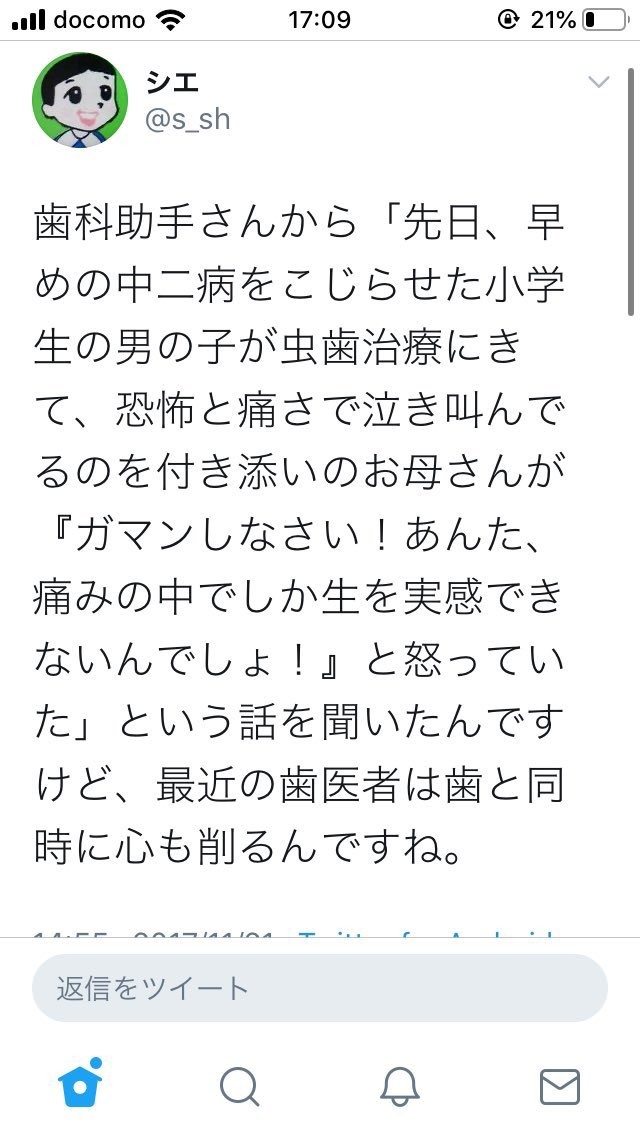 docomo 17:09 21%
シエ
@s_sh
歯科助手さんから「先日、早
めの中二病をこじらせた小学
生の男の子が虫歯治療にき
て、恐怖と痛さで泣き叫んで
るのを付き添いのお母さんが
『ガマンしなさい！あんた、
痛みの中でしか生を実感でき
ないんでしょ！』と怒ってい
た」という話を聞いたんです
けど、最近の歯医者は歯と同
時に心も削るんですね。
返信をツイート